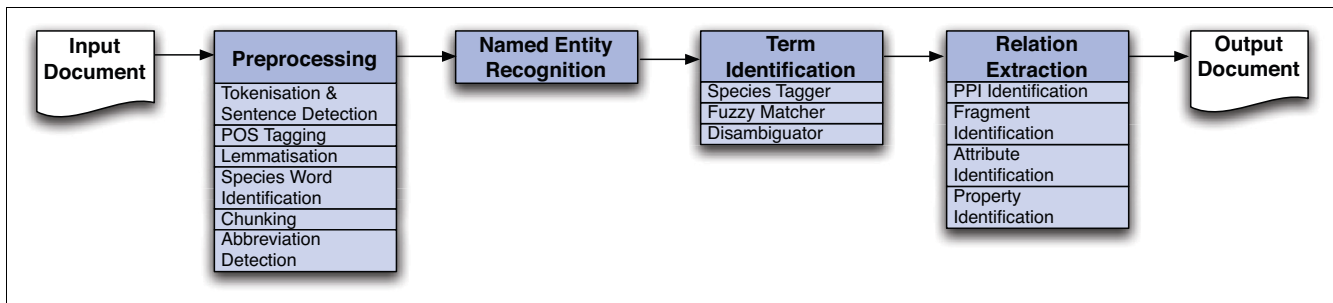 Input
Document
Preprocessing
Tokenisation &
Sentence Detection
POS Tagging
Lemmatisation
Species Word
Identification
Chunking
Abbreviation
Detection
Named Entity
Recognition
Term
Identification
Species Tagger
Fuzzy Matcher
Disambiguator
Relation
Extraction
PPI Identification
Fragment
Identification
Attribute
Identification
Property
Identification
Output
Document